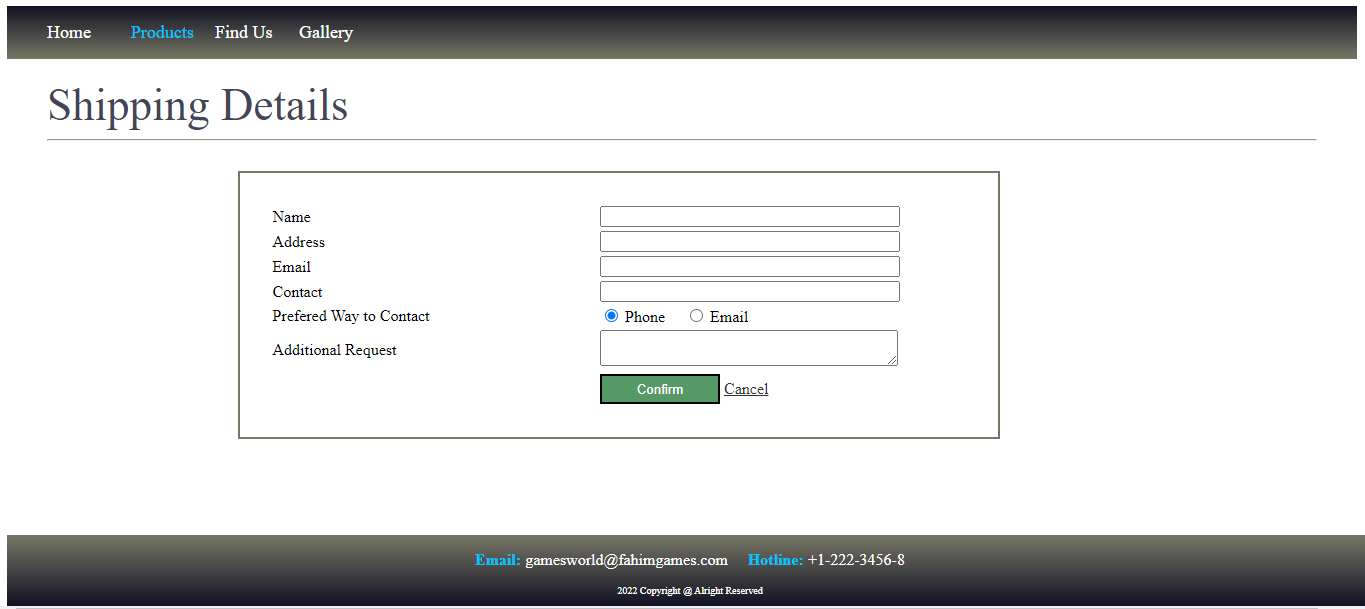 Home Products Find Us Gallery
Shipping Details
Name
Address
Email
Contact
Prefered Way to Contact Phone Email
Additional Request
Confirm Cancel
Email: gamesworld@fahimgames.com Hotline: +1-222-3456-8
2022 Copyright @ Alright Reserved